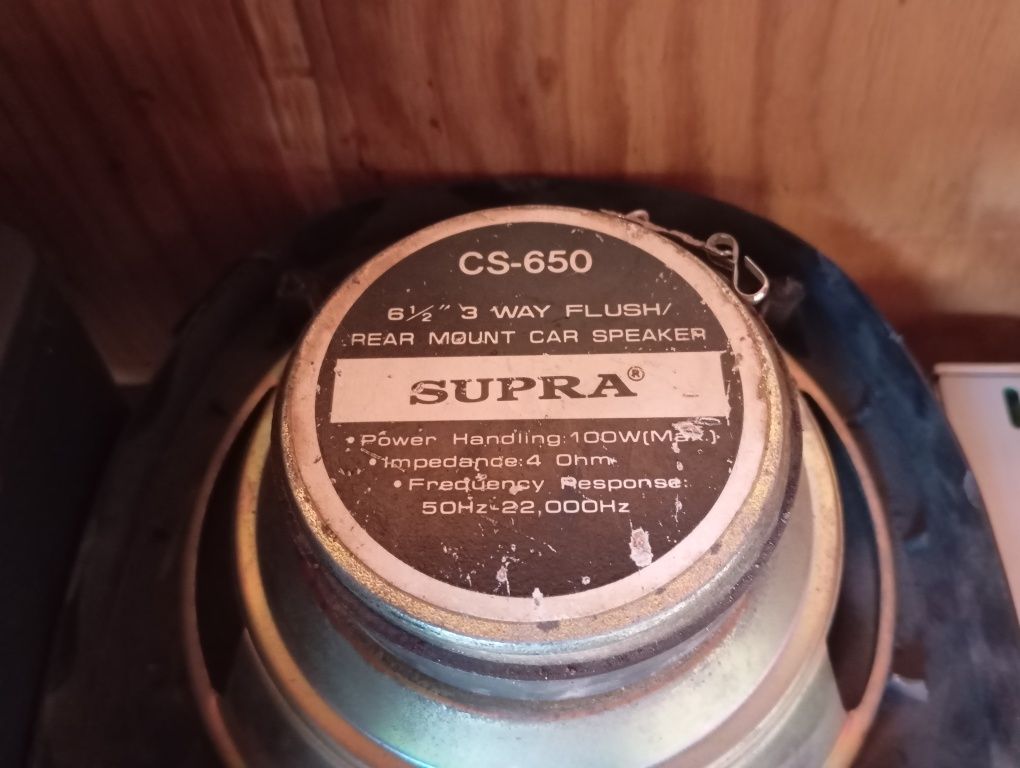 CS-650
6½" 3 WAY FLUSH/
REAR MOUNT CAR SPEAKER
SUPRA®
•Power Handling:100W(Max.)
•Impedance:4 Ohm
•Frequency Response:
50Hz-22,000Hz